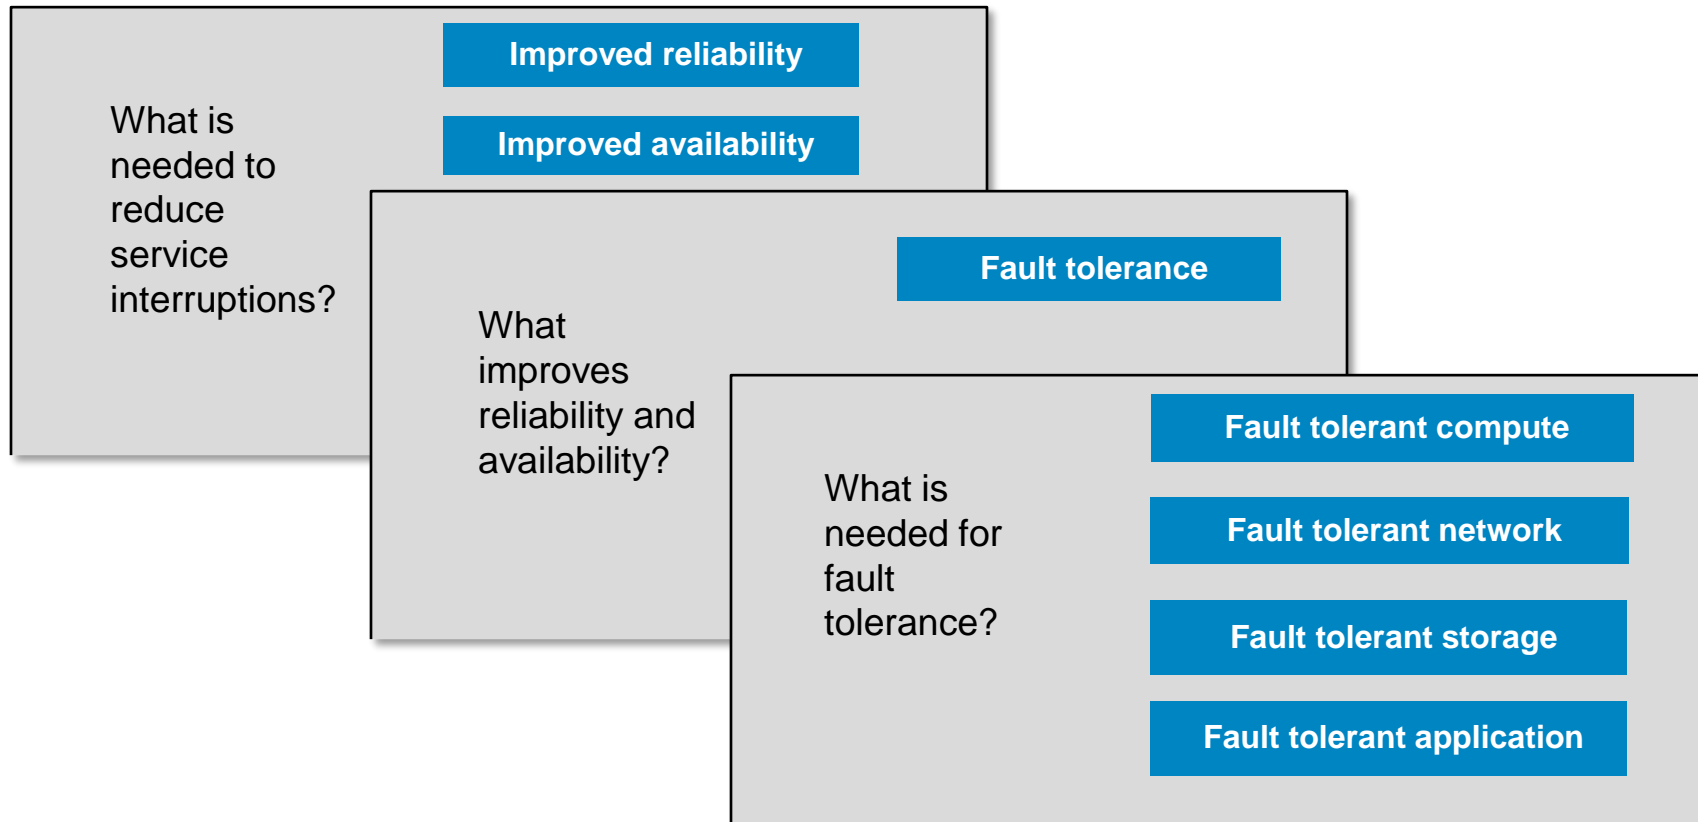 What is
needed to
reduce
service
interruptions?
Improved reliability
Improved availability
What
improves
reliability and
availability?
Fault tolerance
What is
needed for
fault
tolerance?
Fault tolerant compute
Fault tolerant network
Fault tolerant storage
Fault tolerant application